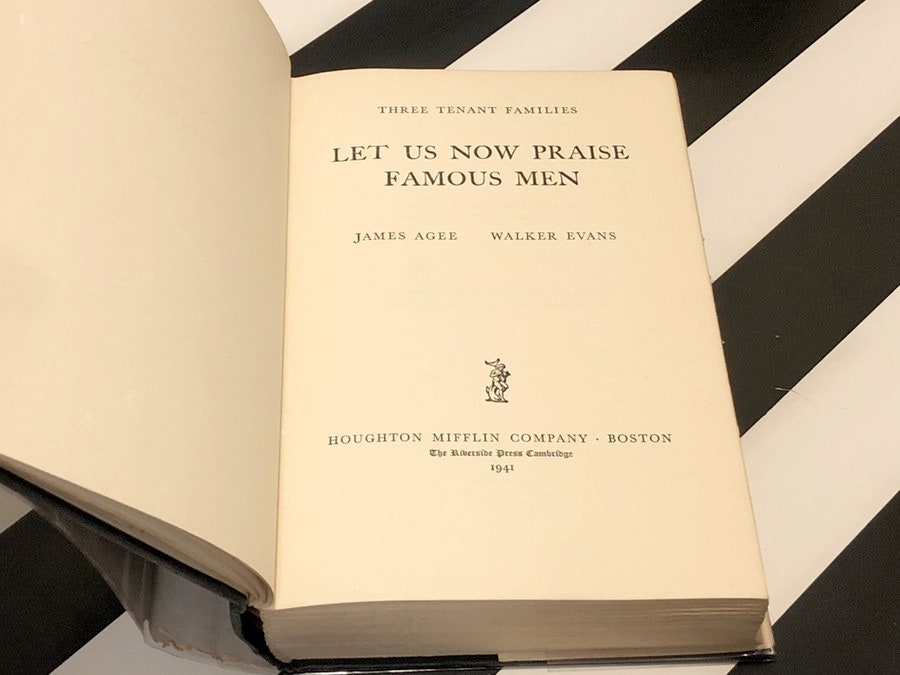 THREE TENANT FAMILIES
LET US NOW PRAISE
FAMOUS MEN
JAMES AGEE WALKER EVANS
HOUGHTON MIFFLIN COMPANY · BOSTON
The Riverside Press Cambridge
1941